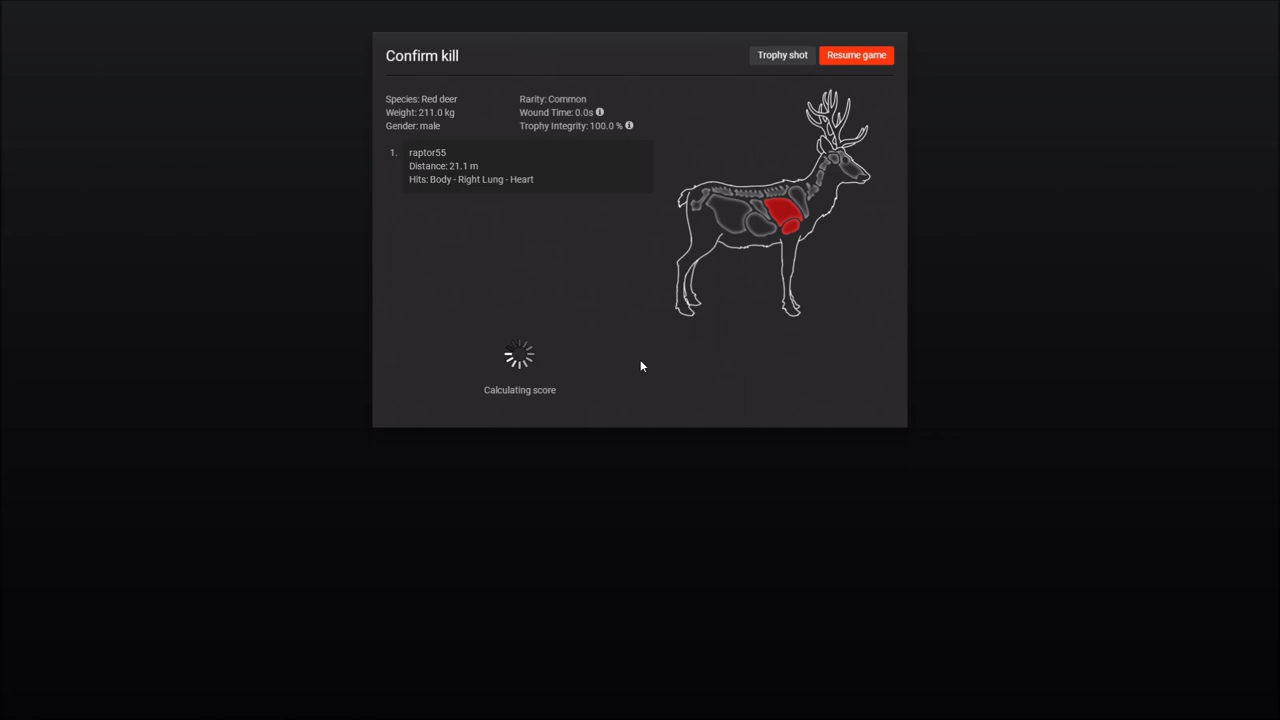 Confirm kill
Trophy shot
Resume game
Species: Red deer
Weight: 211.0 kg
Gender: male
Rarity: Common
Wound Time: 0.0s
Trophy Integrity: 100.0 %
1. raptor55
Distance: 21.1 m
Hits: Body - Right Lung - Heart
Calculating score